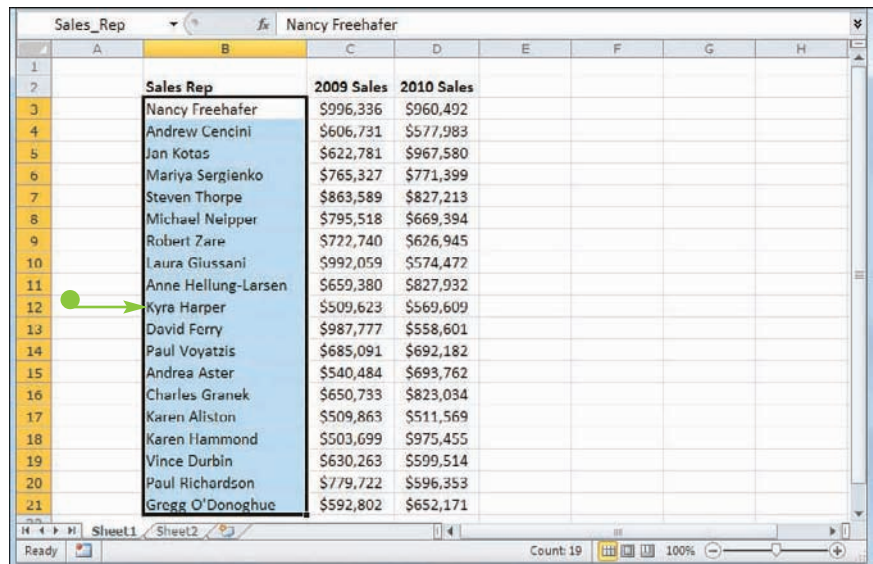 Sales_Rep fx Nancy Freehafer
A B C D E F G H
1
2 Sales Rep 2009 Sales 2010 Sales
3 Nancy Freehafer $996,336 $960,492
4 Andrew Cencini $606,731 $577,983
5 Jan Kotas $622,781 $967,580
6 Mariya Sergienko $765,327 $771,399
7 Steven Thorpe $863,589 $827,213
8 Michael Neipper $795,518 $669,394
9 Robert Zare $722,740 $626,945
10 Laura Giussani $992,059 $574,472
11 Anne Hellung-Larsen $659,380 $827,932
12 Kyra Harper $509,623 $569,609
13 David Ferry $987,777 $558,601
14 Paul Voyatzis $685,091 $692,182
15 Andrea Aster $540,484 $693,762
16 Charles Granek $650,733 $823,034
17 Karen Aliston $509,863 $511,569
18 Karen Hammond $503,699 $975,455
19 Vince Durbin $630,263 $599,514
20 Paul Richardson $779,722 $596,353
21 Gregg O'Donoghue $592,802 $652,171
Sheet1 Sheet2
Ready Count: 19 100%